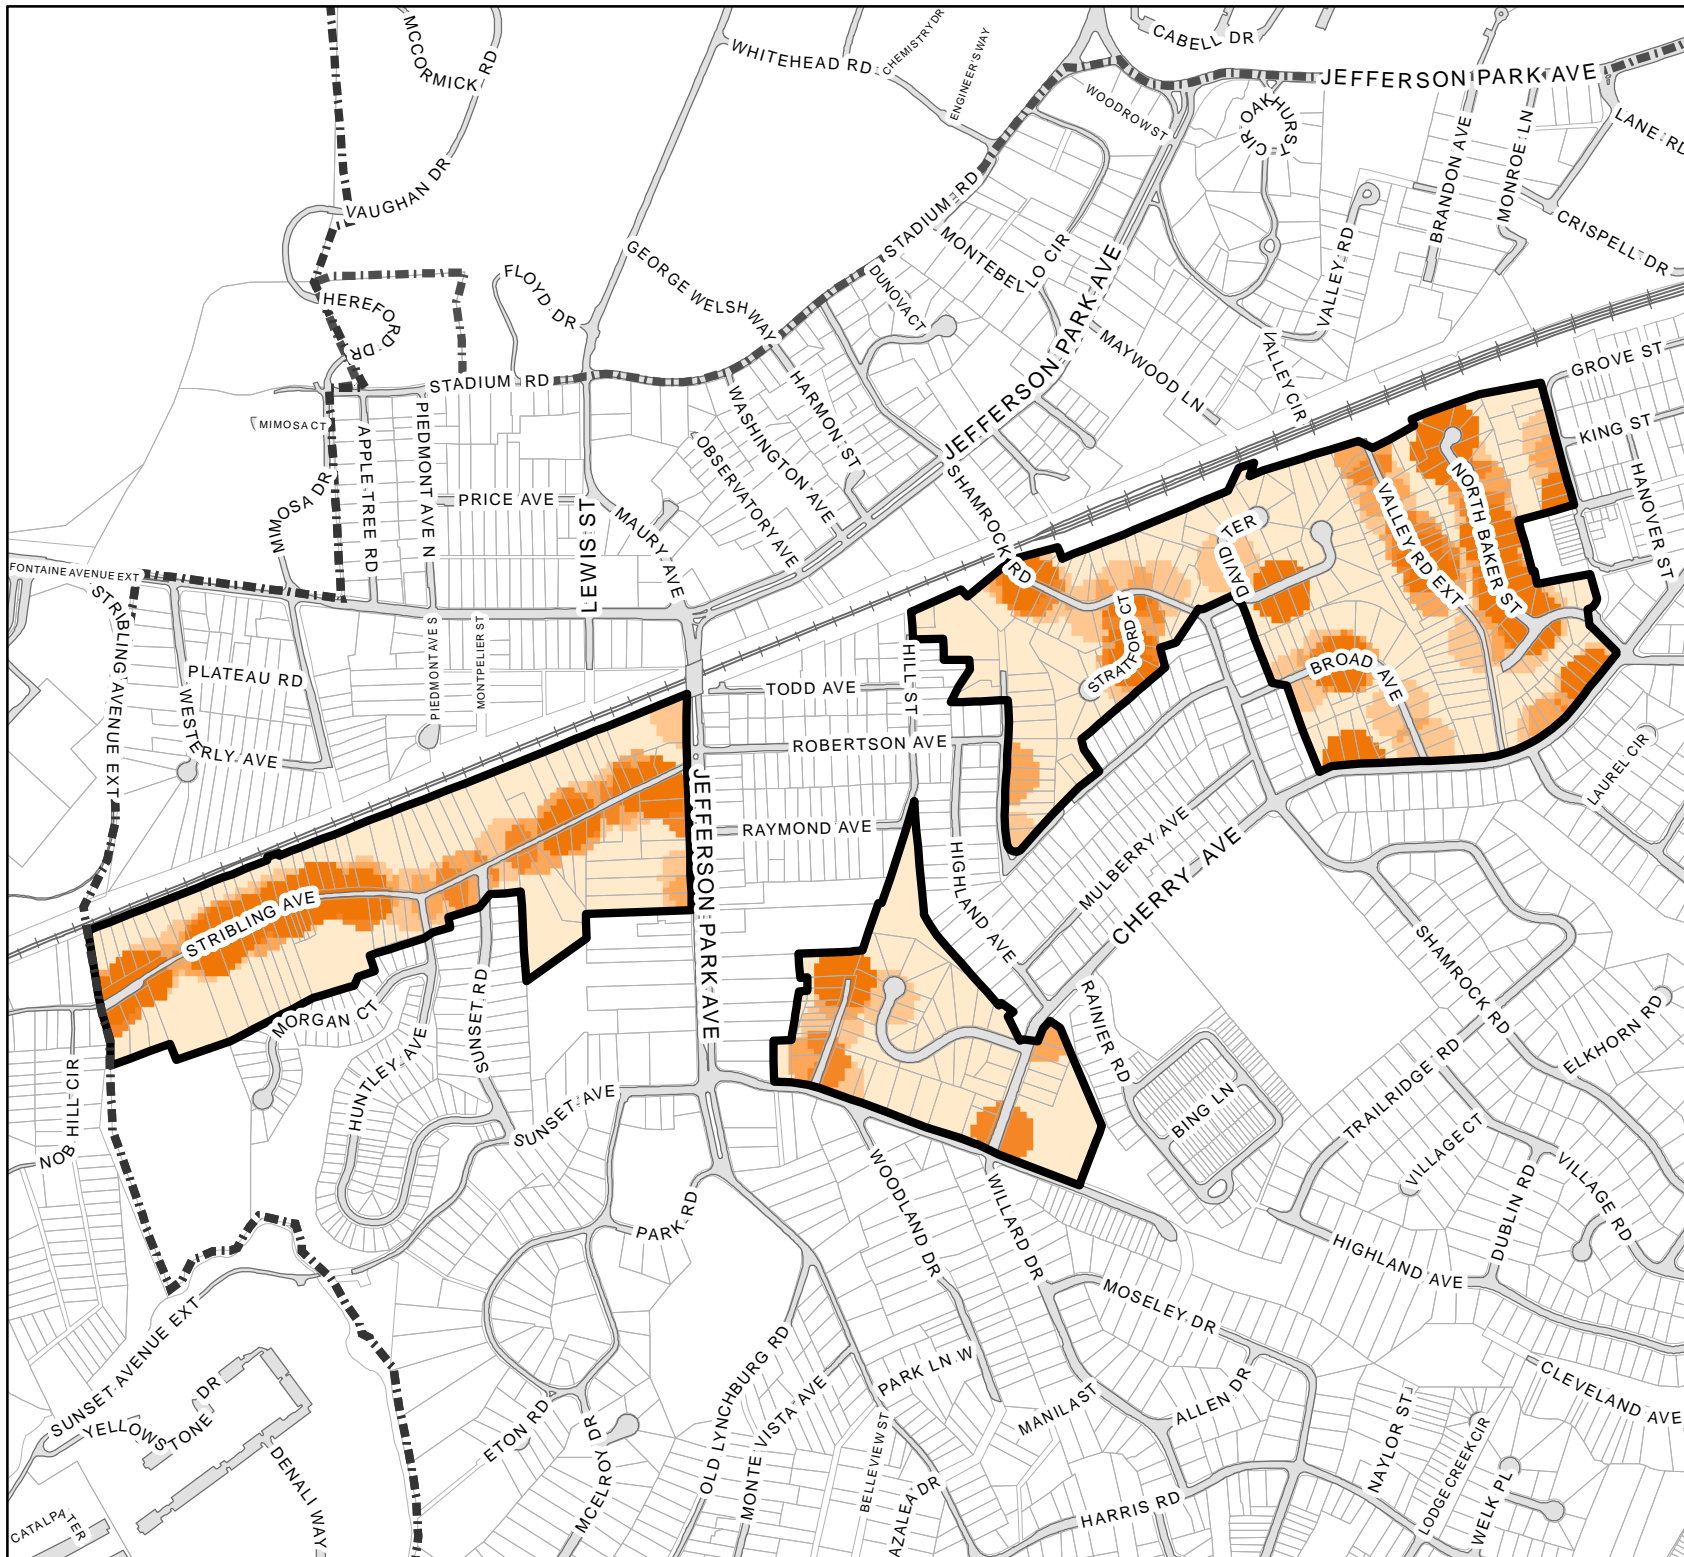 MCCORMICK RD
WHITEHEAD RD
CHEMISTRY DR
ENGINEER'S WAY
CABELL DR
JEFFERSON PARK AVE
WOODROW ST
OAKHURST CIR
BRANDON AVE
MONROE LN
LANE RD
VAUGHAN DR
STADIUM RD
CRISPELL DR
HEREFORD DR
FLOYD DR
GEORGE WELSH WAY
DUNOVA CT
MONTEBELLO CIR
JEFFERSON PARK AVE
VALLEY RD
VALLEY CIR
MAYWOOD LN
GROVE ST
KING ST
HANOVER ST
STADIUM RD
MIMOSA CT
MIMOSA DR
APPLE TREE RD
PIEDMONT AVE N
PRICE AVE
LEWIS ST
MAURY AVE
OBSERVATORY AVE
WASHINGTON AVE
HARMON ST
SHAMROCK RD
DAVID TER
VALLEY RD EXT
NORTH BAKER ST
FONTAINE AVENUE EXT
STRIBLING AVENUE EXT
PLATEAU RD
WESTERLY AVE
PIEDMONT AVE S
MONTPELIER ST
TODD AVE
HILL ST
ROBERTSON AVE
STRATFORD CT
BROAD AVE
LAUREL CIR
JEFFERSON PARK AVE
RAYMOND AVE
HIGHLAND AVE
MULBERRY AVE
CHERRY AVE
STRIBLING AVE
MORGAN CT
HUNTLEY AVE
SUNSET RD
SUNSET AVE
NOB HILL CIR
RAINIER RD
BING LN
SHAMROCK RD
ELKHORN RD
TRAILRIDGE RD
VILLAGE CT
VILLAGE RD
DUBLIN RD
HIGHLAND AVE
WOODLAND DR
WILLARD DR
PARK RD
MOSELEY DR
SUNSET AVENUE EXT
YELLOWSTONE DR
DENALI WAY
CATALPA TER
ETON RD
MCELROY DR
OLD LYNCHBURG RD
MONTE VISTA AVE
PARK LN W
BELLEVIEW ST
AZALEA DR
MANILA ST
ALLEN DR
HARRIS RD
NAYLOR ST
LODGE CREEK CIR
WELK PL
CLEVELAND AVE